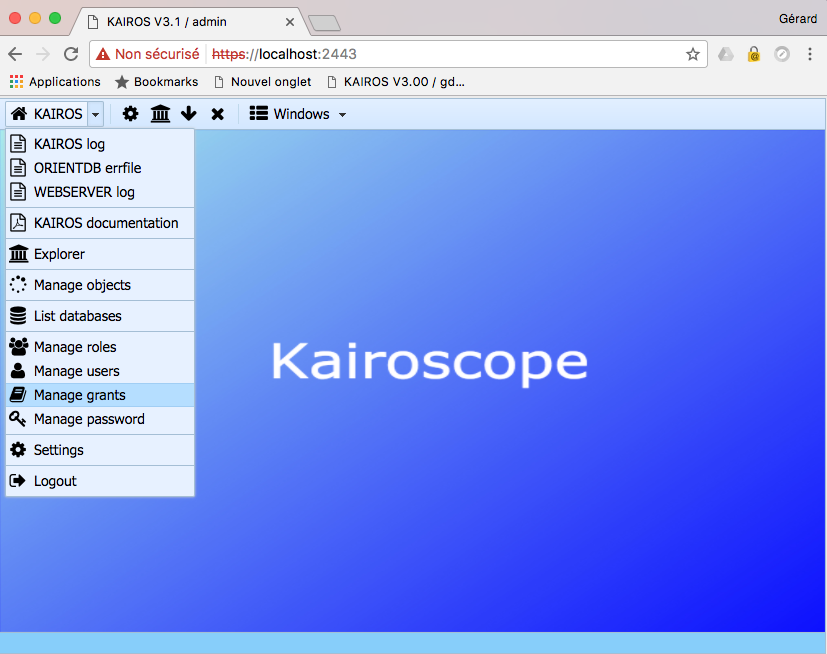 KAIROS V3.1 / admin
Gérard
Non sécurisé https://localhost:2443
Applications Bookmarks Nouvel onglet KAIROS V3.00 / gd...
KAIROS Windows
KAIROS log
ORIENTDB errfile
WEBSERVER log
KAIROS documentation
Explorer
Manage objects
List databases
Manage roles
Manage users
Manage grants
Manage password
Settings
Logout
Kairoscope